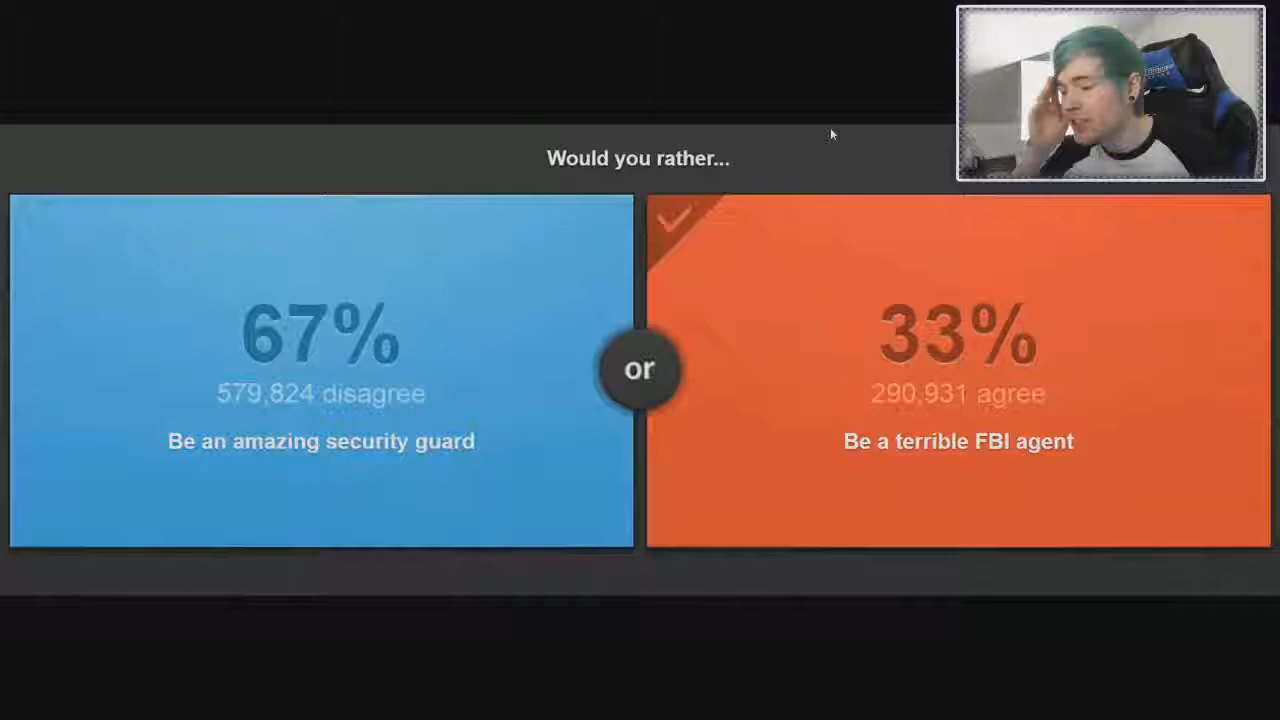 Would you rather...
67%
579,824 disagree
Be an amazing security guard
or
33%
290,931 agree
Be a terrible FBI agent